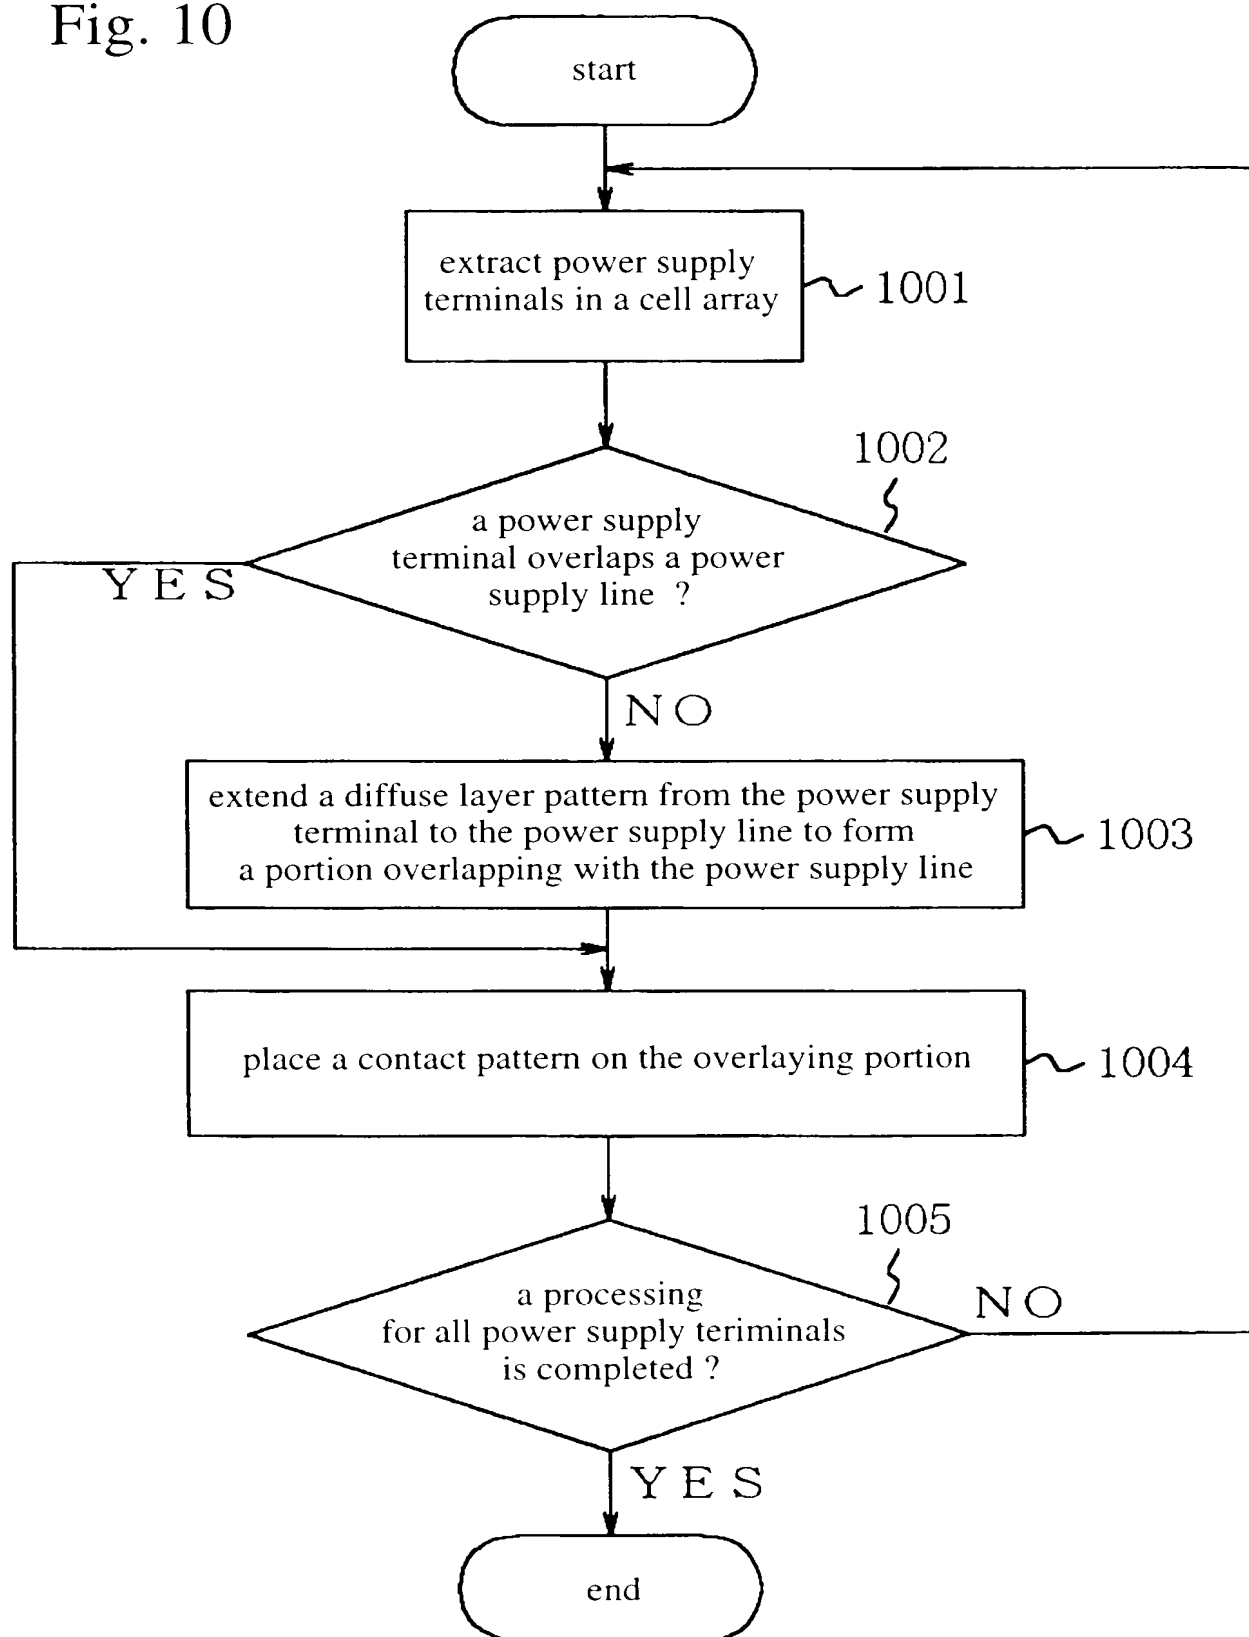 Fig. 10
start
extract power supply
terminals in a cell array
1001
1002
a power supply
terminal overlaps a power
supply line ?
YES
NO
extend a diffuse layer pattern from the power supply
terminal to the power supply line to form
a portion overlapping with the power supply line
1003
place a contact pattern on the overlaying portion
1004
1005
a processing
for all power supply teriminals
is completed ?
NO
YES
end